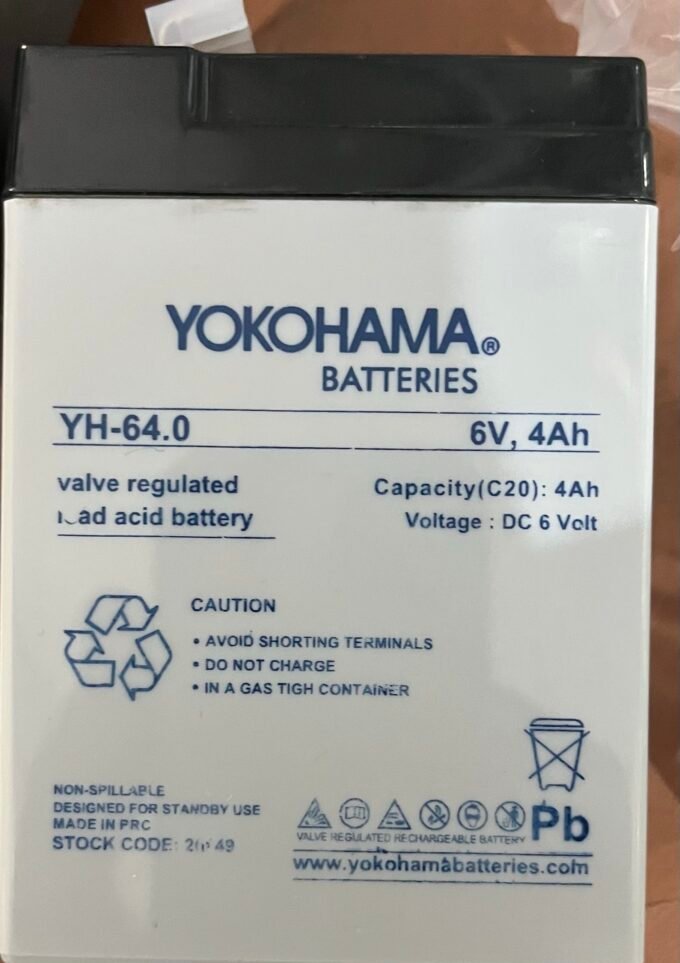 YOKOHAMA®
BATTERIES
YH-64.0
6V, 4Ah
valve regulated
acid battery
Capacity(C20): 4Ah
Voltage : DC 6 Volt
CAUTION
• AVOID SHORTING TERMINALS
• DO NOT CHARGE
• IN A GAS TIGH CONTAINER
NON-SPILLABLE
DESIGNED FOR STANDBY USE
MADE IN PRC
STOCK CODE:
VALVE REGULATED RECHARGEABLE BATTERY
Pb
www.yokohamabatteries.com